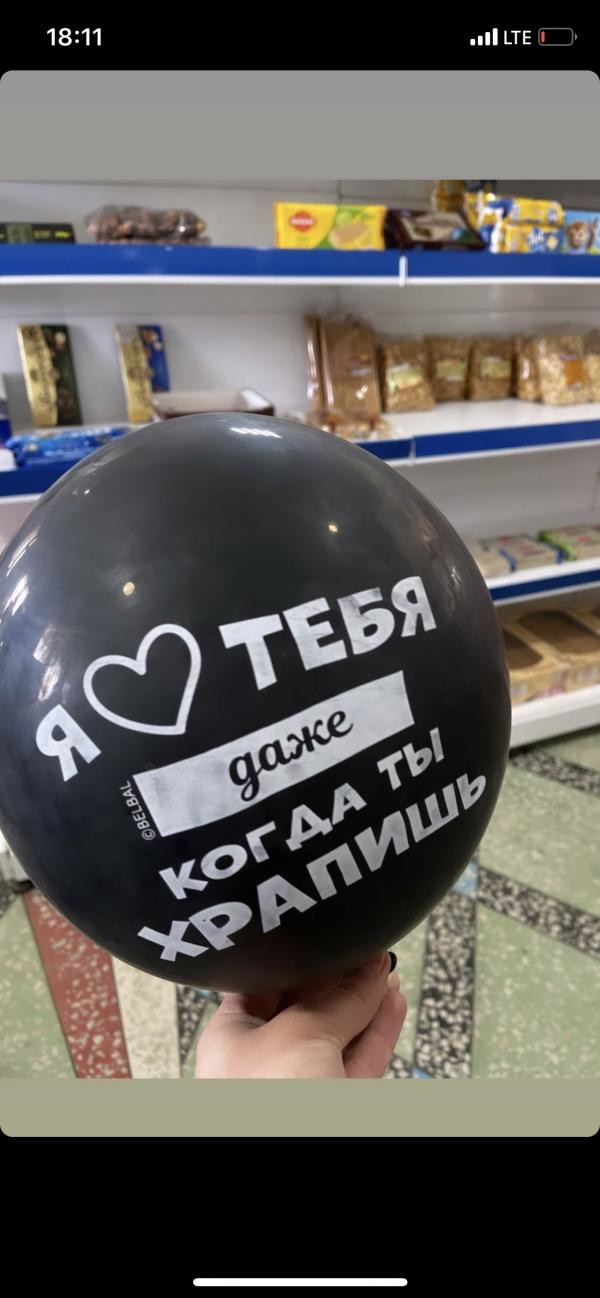 18:11
LTE
Я ♡ ТЕБЯ
даже
КОГДА ТЫ
ХРАПИШЬ
©BELBAL